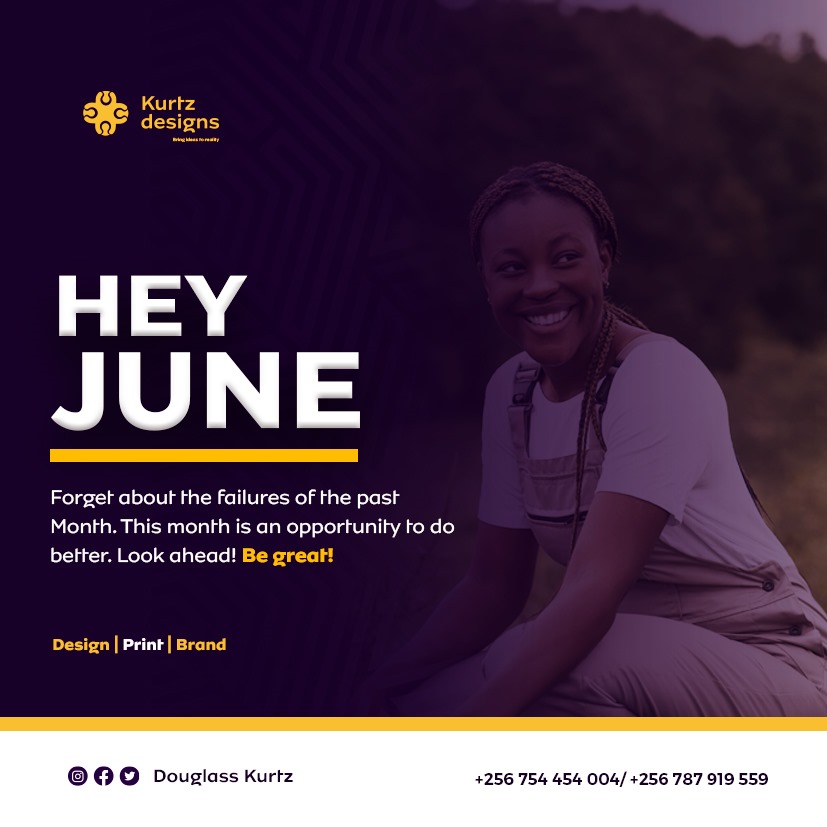 Kurtz
designs
Bring ideas to reality
HEY
JUNE
Forget about the failures of the past
Month. This month is an opportunity to do
better. Look ahead! Be great!
Design | Print | Brand
Douglass Kurtz
+256 754 454 004/ +256 787 919 559